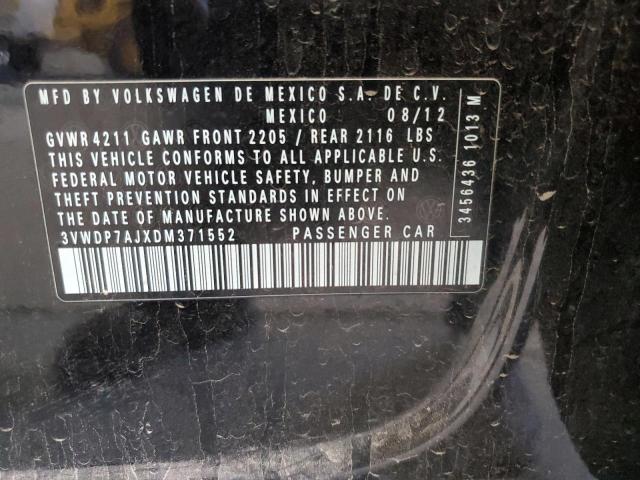 MFD BY VOLKSWAGEN DE MEXICO S.A. DE C.V.
MEXICO 08/12
GVWR 4211 GAWR FRONT 2205 / REAR 2116 LBS
THIS VEHICLE CONFORMS TO ALL APPLICABLE U.S.
FEDERAL MOTOR VEHICLE SAFETY, BUMPER AND
THEFT PREVENTION STANDARDS IN EFFECT ON
THE DATE OF MANUFACTURE SHOWN ABOVE.
3VWDP7AJXDM371552 PASSENGER CAR
3456436 1013 M